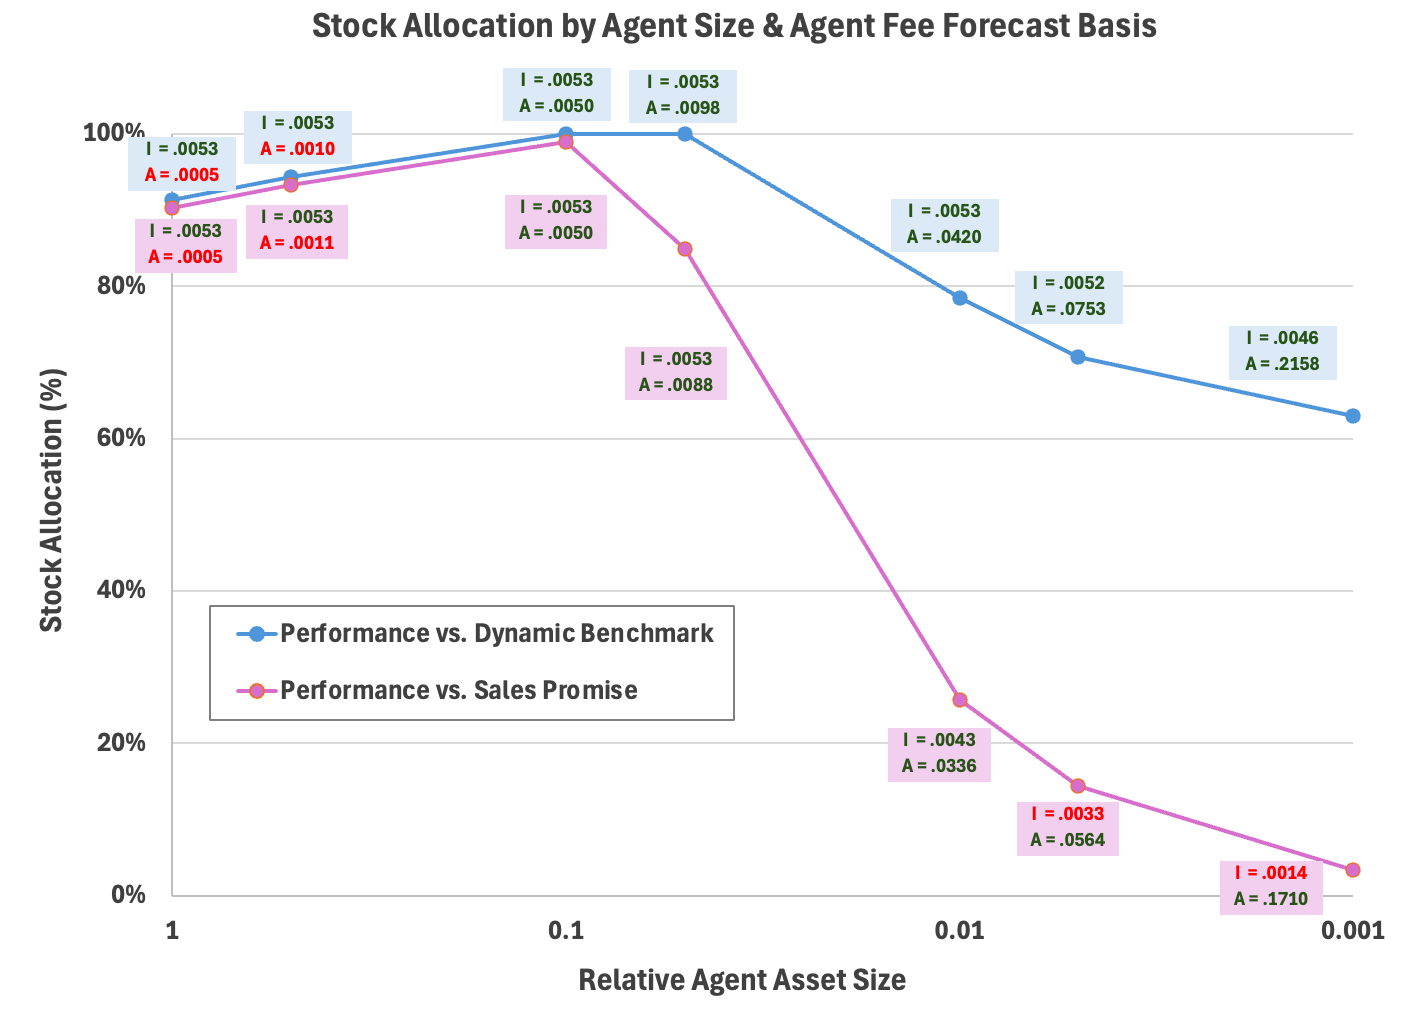 Stock Allocation by Agent Size & Agent Fee Forecast Basis
I = .0053
A = .0050
I = .0053
A = .0098
I = .0053
A = .0010
I = .0053
A = .0005
I = .0053
A = .0005
I = .0053
A = .0011
I = .0053
A = .0050
I = .0053
A = .0420
I = .0052
A = .0753
I = .0046
A = .2158
I = .0053
A = .0088
I = .0043
A = .0336
I = .0033
A = .0564
I = .0014
A = .1710
100%
80%
60%
40%
20%
0%
Stock Allocation (%)
Performance vs. Dynamic Benchmark
Performance vs. Sales Promise
1
0.1
0.01
0.001
Relative Agent Asset Size